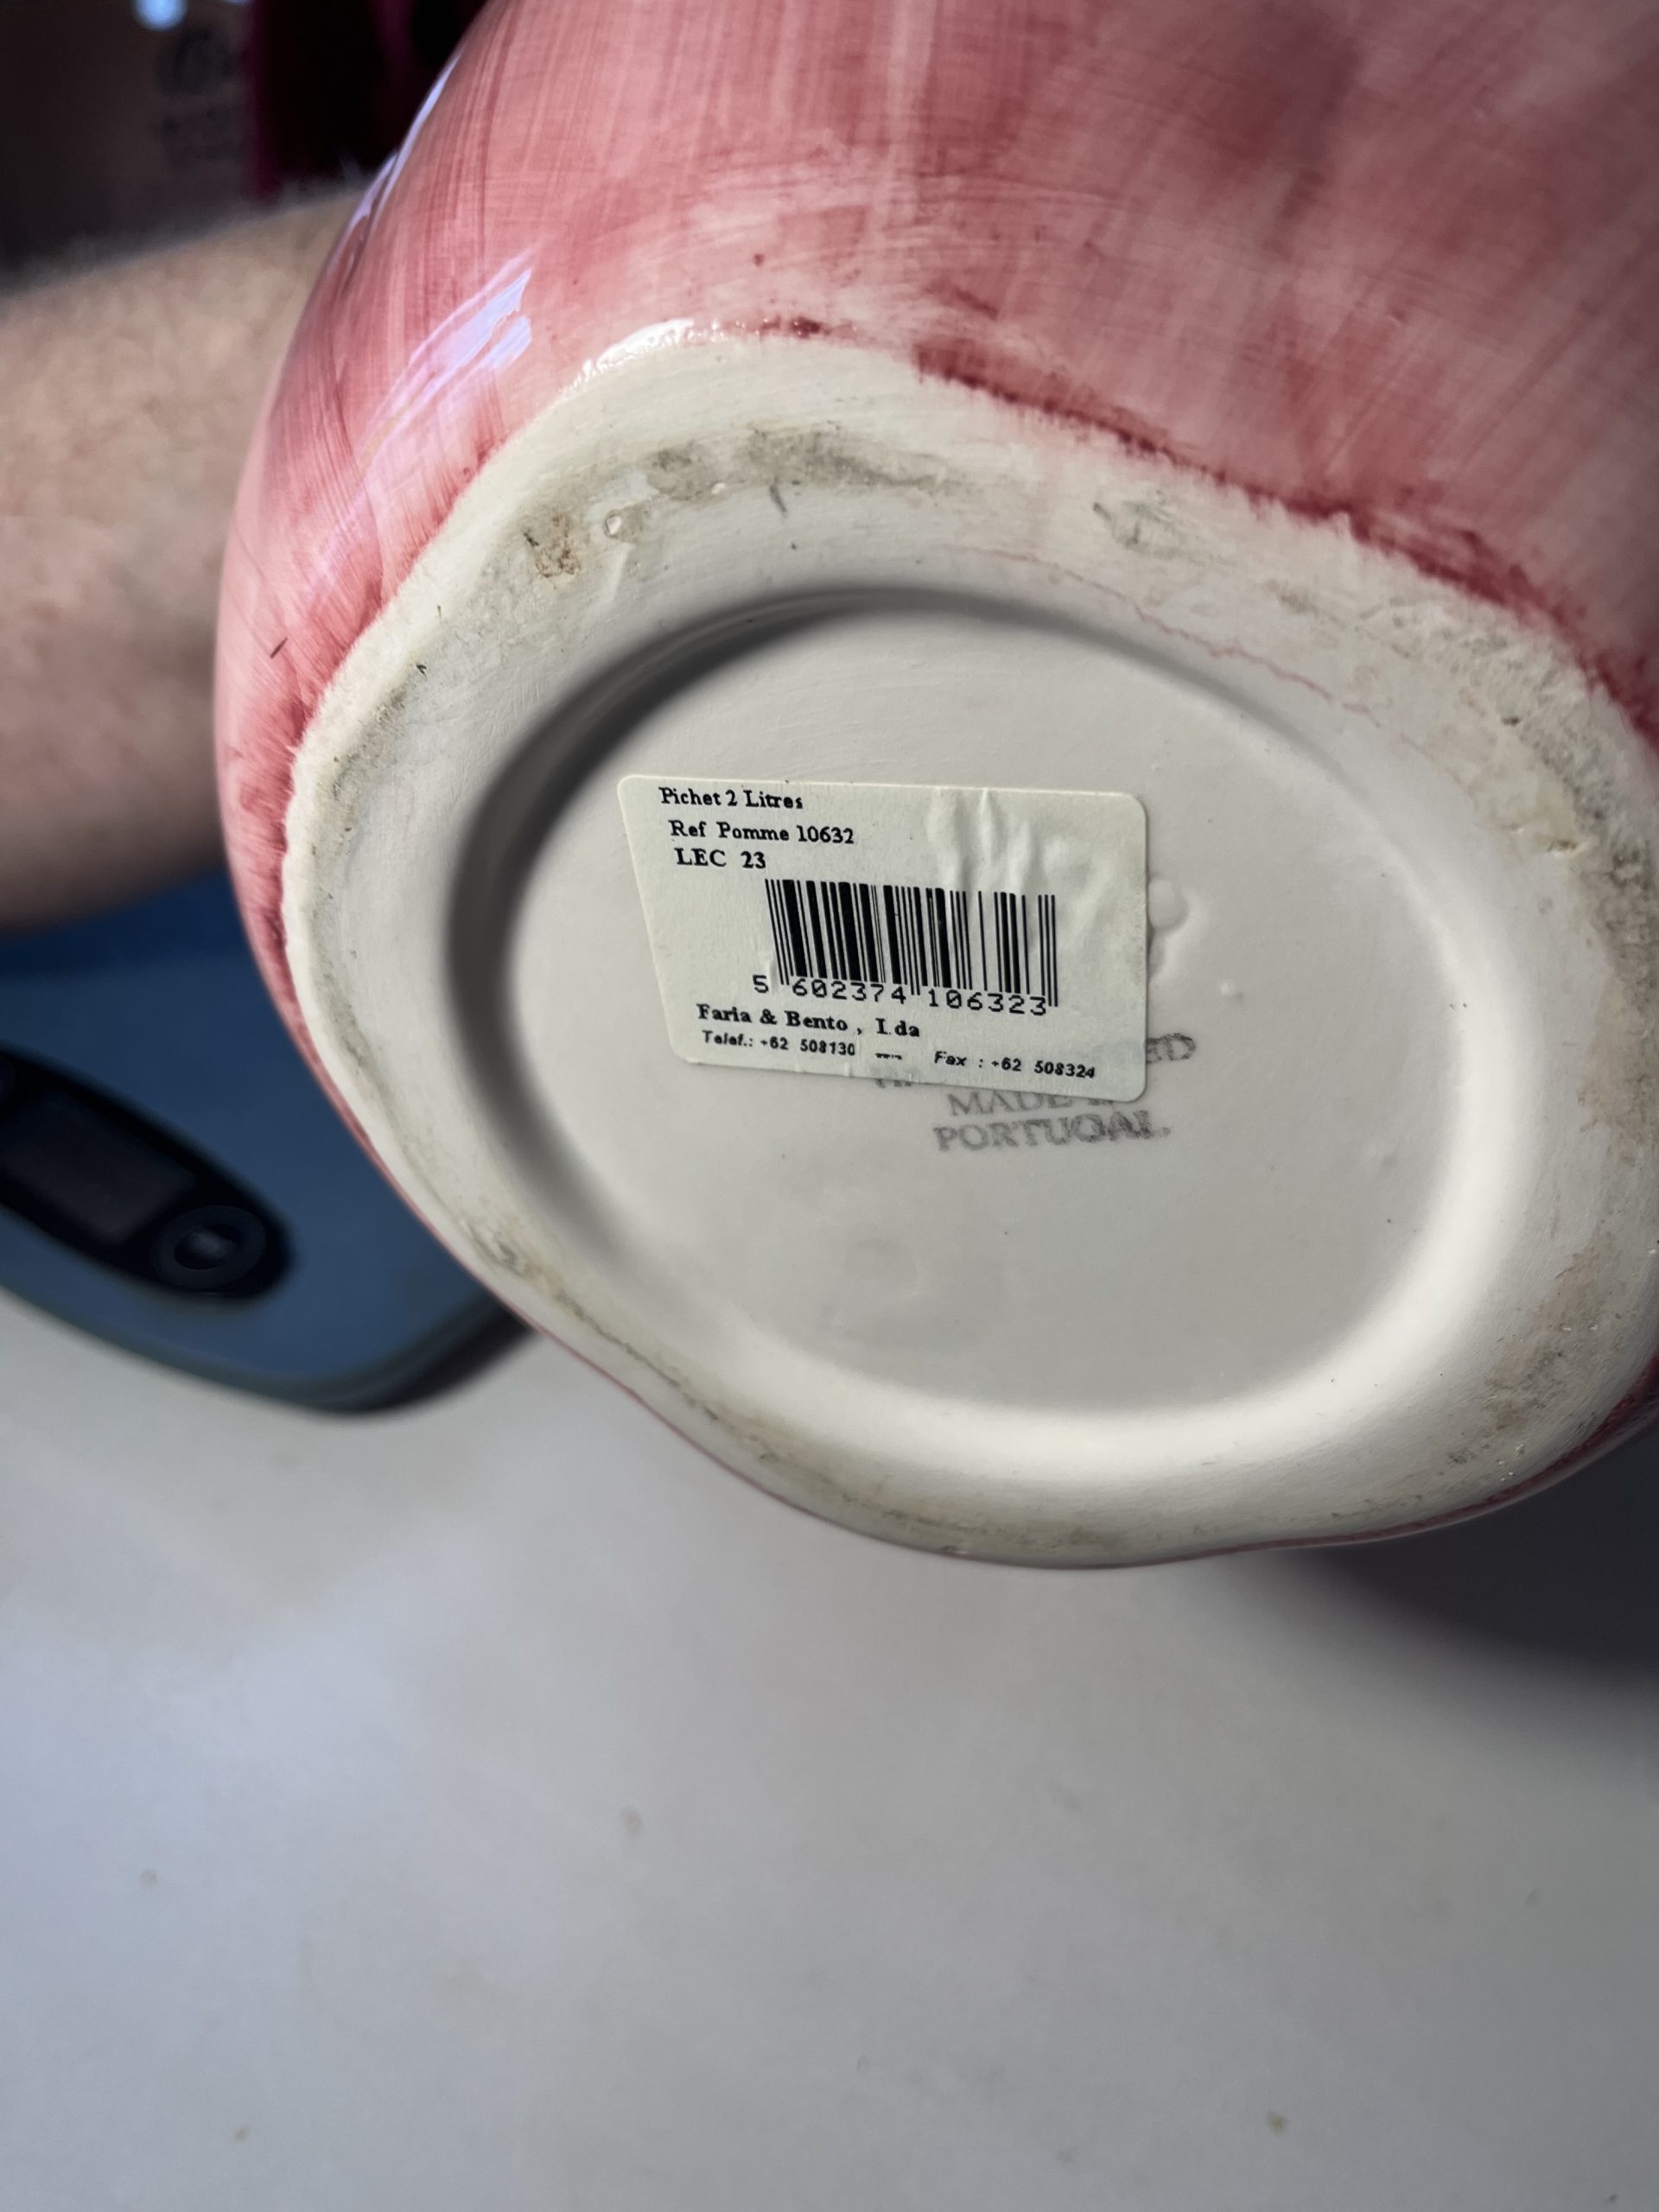 Pichet 2 Litres
Ref Pomme 10632
LEC 23
5 602374 106323
Faria & Bento , Lda
Telef.: +62 508130 --- Fax : +62 508324
MADE
PORTUGAL